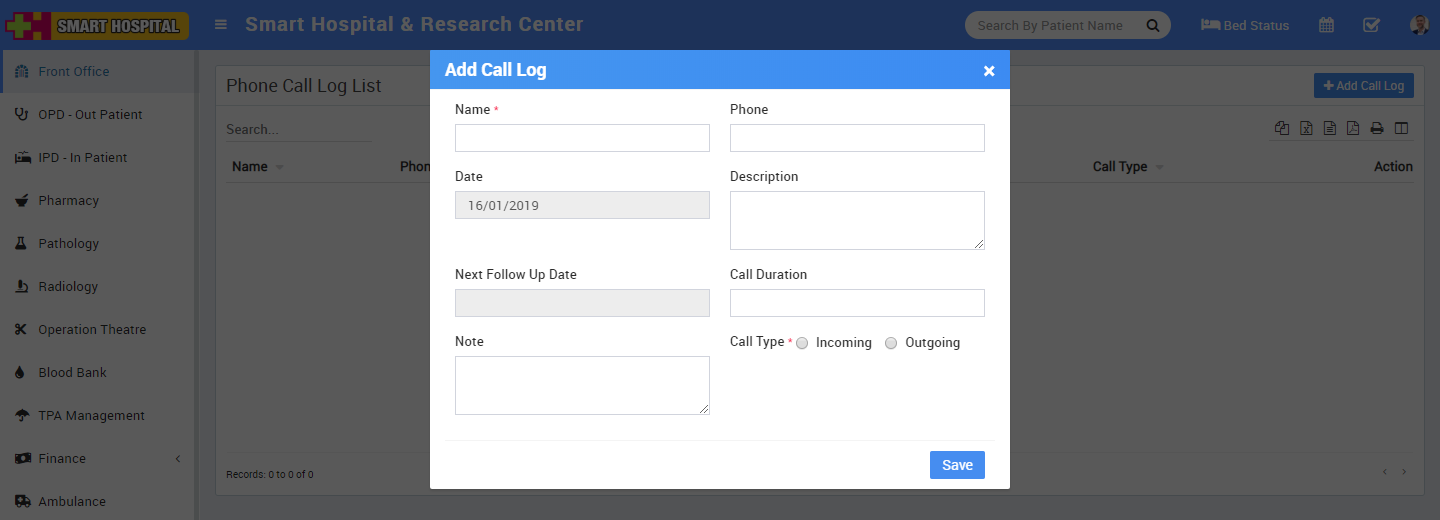 SMART HOSPITAL
Smart Hospital & Research Center
Search By Patient Name
Bed Status
Front Office
OPD - Out Patient
IPD - In Patient
Pharmacy
Pathology
Radiology
Operation Theatre
Blood Bank
TPA Management
Finance
Ambulance
Phone Call Log List
+ Add Call Log
Search...
Name
Phon
Call Type
Action
Records: 0 to 0 of 0
Add Call Log ×
Name *
Phone
Date
16/01/2019
Description
Next Follow Up Date
Call Duration
Note
Call Type * Incoming Outgoing
Save